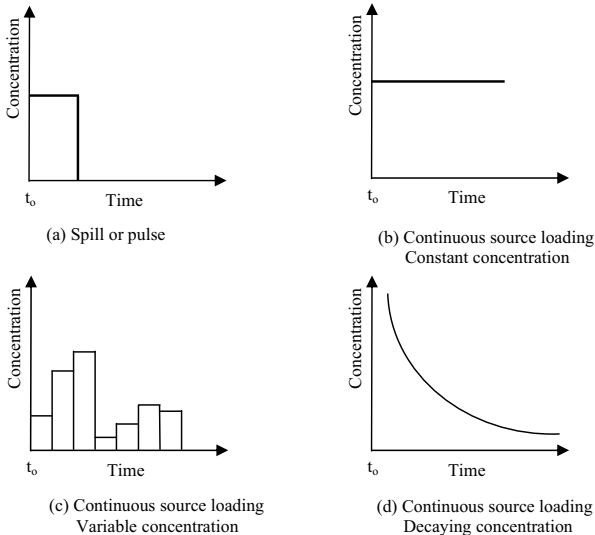 Concentration
t₀
Time
(a) Spill or pulse
Concentration
t₀
Time
(b) Continuous source loading
Constant concentration
Concentration
t₀
Time
(c) Continuous source loading
Variable concentration
Concentration
t₀
Time
(d) Continuous source loading
Decaying concentration